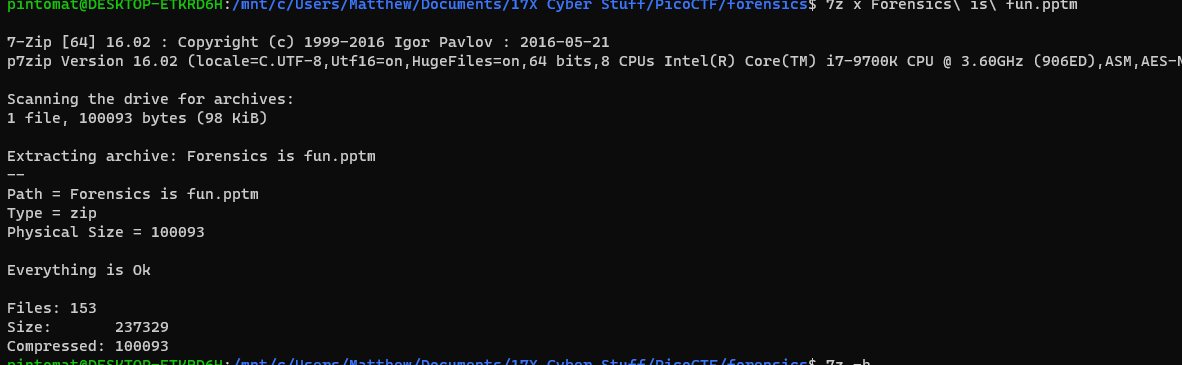 pintomat@DESKTOP-ETKRD6H:/mnt/c/Users/Matthew/Documents/17X Cyber Stuff/PicoCTF/forensics$ 7z x Forensics\ is\ fun.pptm
7-Zip [64] 16.02 : Copyright (c) 1999-2016 Igor Pavlov : 2016-05-21
p7zip Version 16.02 (locale=C.UTF-8,Utf16=on,HugeFiles=on,64 bits,8 CPUs Intel(R) Core(TM) i7-9700K CPU @ 3.60GHz (906ED),ASM,AES-N
Scanning the drive for archives:
1 file, 100093 bytes (98 KiB)
Extracting archive: Forensics is fun.pptm
--
Path = Forensics is fun.pptm
Type = zip
Physical Size = 100093
Everything is Ok
Files: 153
Size:       237329
Compressed: 100093
pintomat@DESKTOP-ETKRD6H:/mnt/c/Users/Matthew/Documents/17X Cyber Stuff/PicoCTF/forensics$ 7z -h